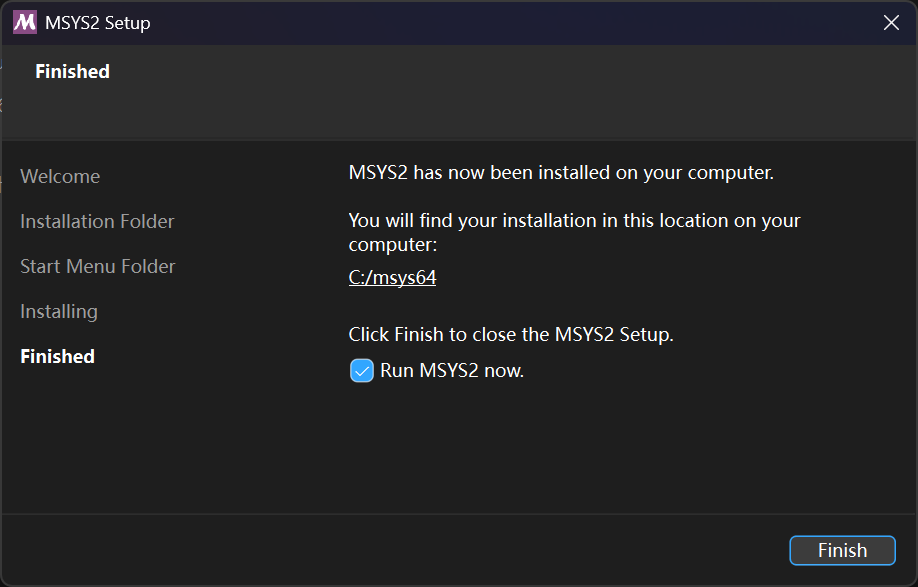 MSYS2 Setup
Finished
Welcome
Installation Folder
Start Menu Folder
Installing
Finished
MSYS2 has now been installed on your computer.
You will find your installation in this location on your
computer:
C:/msys64
Click Finish to close the MSYS2 Setup.
Run MSYS2 now.
Finish